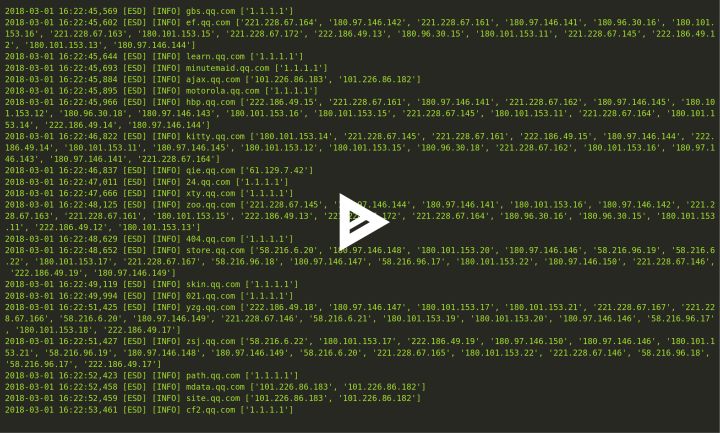 2018-03-01 16:22:45,569 [ESD] [INFO] gbs.qq.com ['1.1.1.1']
2018-03-01 16:22:45,602 [ESD] [INFO] ef.qq.com ['221.228.67.164', '180.97.146.142', '221.228.67.161', '180.97.146.141', '180.96.30.16', '180.101.
153.16', '221.228.67.163', '180.101.153.15', '221.228.67.172', '222.186.49.13', '180.96.30.15', '180.101.153.11', '221.228.67.145', '222.186.49.1
2', '180.101.153.13', '180.97.146.144']
2018-03-01 16:22:45,644 [ESD] [INFO] learn.qq.com ['1.1.1.1']
2018-03-01 16:22:45,693 [ESD] [INFO] minutemaid.qq.com ['1.1.1.1']
2018-03-01 16:22:45,884 [ESD] [INFO] ajax.qq.com ['101.226.86.183', '101.226.86.182']
2018-03-01 16:22:45,895 [ESD] [INFO] motorola.qq.com ['1.1.1.1']
2018-03-01 16:22:45,966 [ESD] [INFO] hbp.qq.com ['222.186.49.15', '221.228.67.161', '180.97.146.141', '221.228.67.162', '180.97.146.145', '180.10
1.153.12', '180.96.30.18', '180.97.146.143', '180.101.153.16', '180.101.153.15', '221.228.67.145', '180.101.153.11', '221.228.67.164', '180.101.1
53.14', '222.186.49.14', '180.97.146.144']
2018-03-01 16:22:46,822 [ESD] [INFO] kitty.qq.com ['180.101.153.14', '221.228.67.145', '221.228.67.161', '222.186.49.15', '180.97.146.144', '222.
186.49.14', '180.101.153.11', '180.97.146.145', '180.101.153.12', '180.101.153.15', '180.96.30.18', '221.228.67.162', '180.101.153.16', '180.97.1
46.143', '180.97.146.141', '221.228.67.164']
2018-03-01 16:22:46,837 [ESD] [INFO] qie.qq.com ['61.129.7.42']
2018-03-01 16:22:47,011 [ESD] [INFO] 24.qq.com ['1.1.1.1']
2018-03-01 16:22:47,666 [ESD] [INFO] xty.qq.com ['1.1.1.1']
2018-03-01 16:22:48,125 [ESD] [INFO] zoo.qq.com ['221.228.67.145', '180.97.146.144', '180.97.146.141', '180.101.153.16', '180.97.146.142', '221.2
28.67.163', '221.228.67.161', '180.101.153.15', '222.186.49.13', '221.228.67.172', '221.228.67.164', '180.96.30.16', '180.96.30.15', '180.101.153
.11', '222.186.49.12', '180.101.153.13']
2018-03-01 16:22:48,629 [ESD] [INFO] 404.qq.com ['1.1.1.1']
2018-03-01 16:22:48,652 [ESD] [INFO] store.qq.com ['58.216.6.20', '180.97.146.148', '180.101.153.20', '180.97.146.146', '58.216.96.19', '58.216.6
.22', '180.101.153.17', '221.228.67.167', '58.216.96.18', '180.97.146.147', '58.216.96.17', '180.101.153.22', '180.97.146.150', '221.228.67.146',
'222.186.49.19', '180.97.146.149']
2018-03-01 16:22:49,119 [ESD] [INFO] skin.qq.com ['1.1.1.1']
2018-03-01 16:22:49,994 [ESD] [INFO] 021.qq.com ['1.1.1.1']
2018-03-01 16:22:51,425 [ESD] [INFO] yzg.qq.com ['222.186.49.18', '180.97.146.147', '180.101.153.17', '180.101.153.21', '221.228.67.167', '221.22
8.67.166', '58.216.6.20', '180.97.146.149', '221.228.67.146', '58.216.6.21', '180.101.153.19', '180.101.153.20', '180.97.146.146', '58.216.96.17'
, '180.101.153.18', '222.186.49.17']
2018-03-01 16:22:51,427 [ESD] [INFO] zsj.qq.com ['58.216.6.22', '180.101.153.17', '222.186.49.19', '180.97.146.150', '180.97.146.146', '180.101.1
53.21', '58.216.96.19', '180.97.146.148', '180.97.146.149', '58.216.6.20', '221.228.67.165', '180.101.153.22', '221.228.67.146', '58.216.96.18',
'58.216.96.17', '222.186.49.17']
2018-03-01 16:22:52,423 [ESD] [INFO] path.qq.com ['1.1.1.1']
2018-03-01 16:22:52,458 [ESD] [INFO] mdata.qq.com ['101.226.86.183', '101.226.86.182']
2018-03-01 16:22:52,459 [ESD] [INFO] site.qq.com ['101.226.86.183', '101.226.86.182']
2018-03-01 16:22:53,461 [ESD] [INFO] cf2.qq.com ['1.1.1.1']